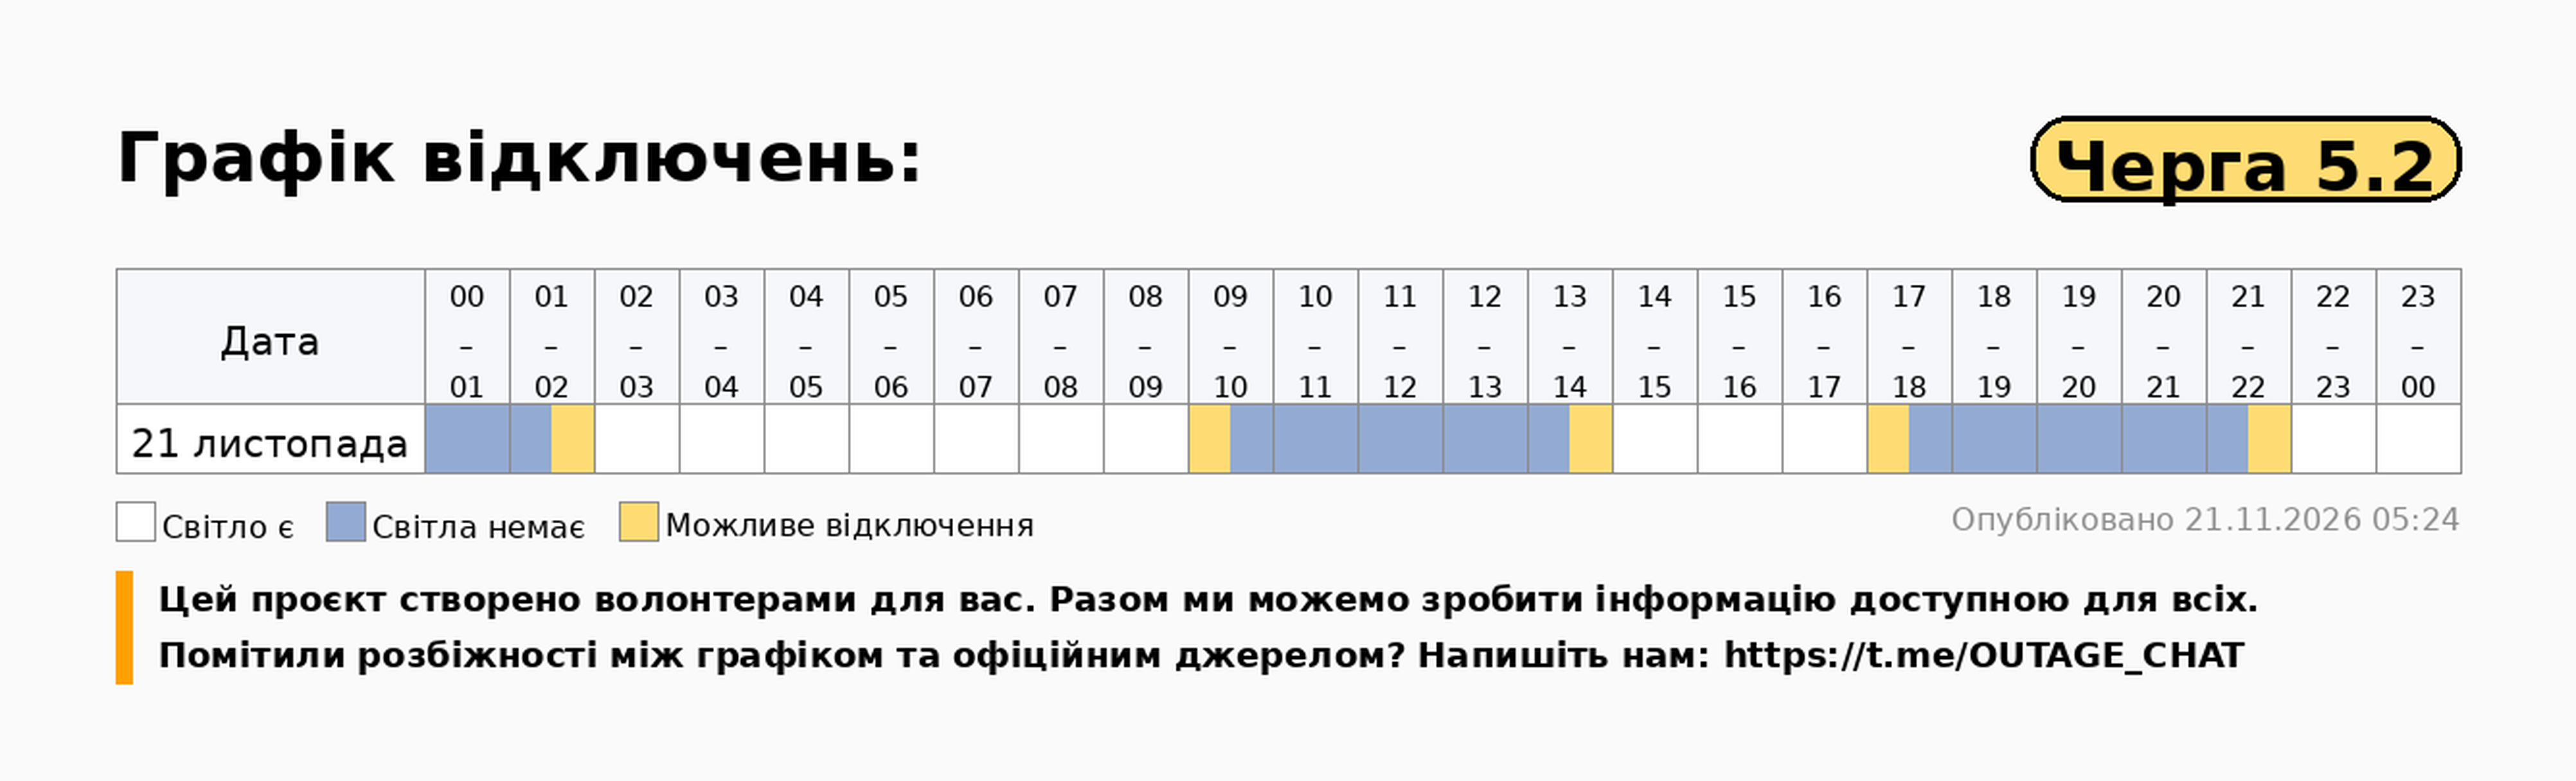 Графік відключень:
Черга 5.2
Дата
00 – 01
01 – 02
02 – 03
03 – 04
04 – 05
05 – 06
06 – 07
07 – 08
08 – 09
09 – 10
10 – 11
11 – 12
12 – 13
13 – 14
14 – 15
15 – 16
16 – 17
17 – 18
18 – 19
19 – 20
20 – 21
21 – 22
22 – 23
23 – 00
21 листопада
Світло є
Світла немає
Можливе відключення
Опубліковано 21.11.2026 05:24
Цей проєкт створено волонтерами для вас. Разом ми можемо зробити інформацію доступною для всіх.
Помітили розбіжності між графіком та офіційним джерелом? Напишіть нам: https://t.me/OUTAGE_CHAT